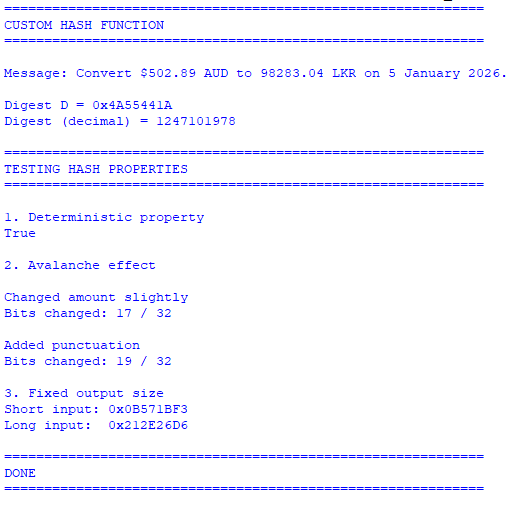 ============================================================
CUSTOM HASH FUNCTION
============================================================
Message: Convert $502.89 AUD to 98283.04 LKR on 5 January 2026.
Digest D = 0x4A55441A
Digest (decimal) = 1247101978
============================================================
TESTING HASH PROPERTIES
============================================================
1. Deterministic property
True
2. Avalanche effect
Changed amount slightly
Bits changed: 17 / 32
Added punctuation
Bits changed: 19 / 32
3. Fixed output size
Short input: 0x0B571BF3
Long input:  0x212E26D6
============================================================
DONE
============================================================